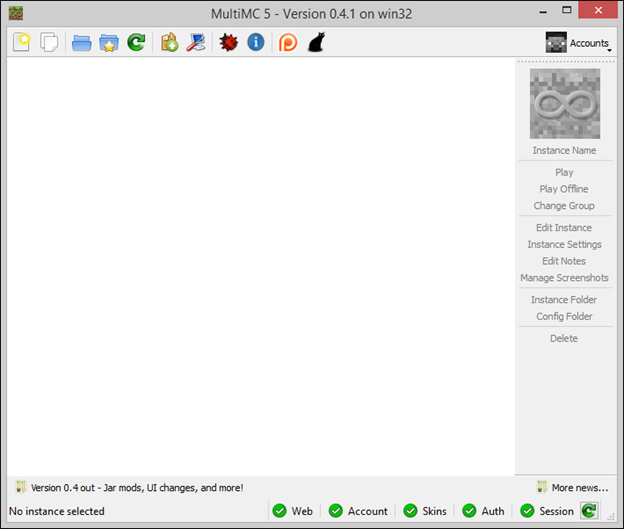 MultiMC 5 - Version 0.4.1 on win32
Accounts
Instance Name
Play
Play Offline
Change Group
Edit Instance
Instance Settings
Edit Notes
Manage Screenshots
Instance Folder
Config Folder
Delete
Version 0.4 out - Jar mods, UI changes, and more! More news...
No instance selected Web Account Skins Auth Session